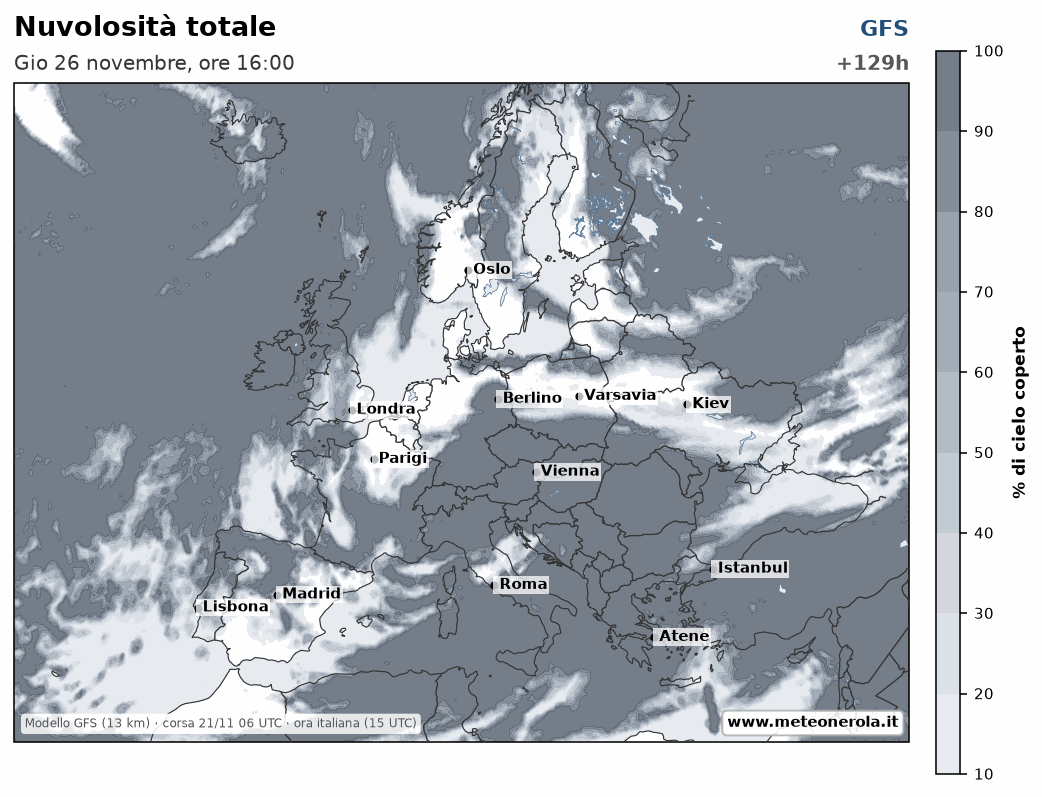 Nuvolosità totale
GFS
Gio 26 novembre, ore 16:00
+129h
100
90
80
70
60
50
40
30
20
10
% di cielo coperto
Oslo
Londra
Berlino
Varsavia
Kiev
Parigi
Vienna
Istanbul
Roma
Madrid
Lisbona
Atene
Modello GFS (13 km) · corsa 21/11 06 UTC · ora italiana (15 UTC)
www.meteonerola.it